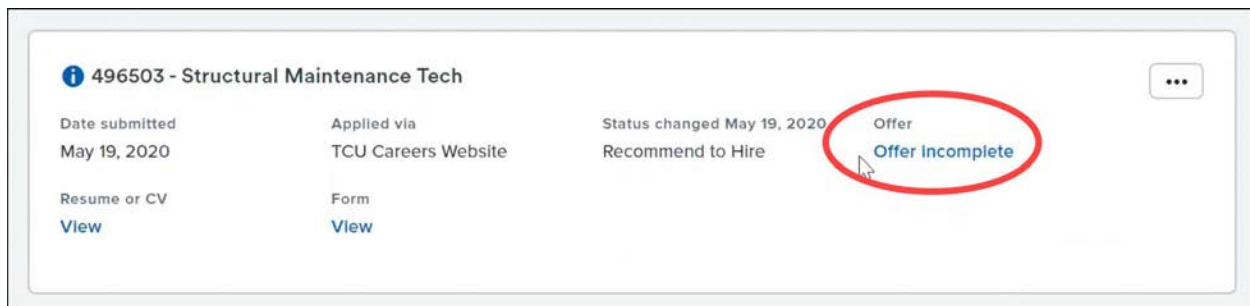 496503 - Structural Maintenance Tech
Date submitted
May 19, 2020
Applied via
TCU Careers Website
Status changed May 19, 2020
Recommend to Hire
Offer
Offer incomplete
Resume or CV
View
Form
View